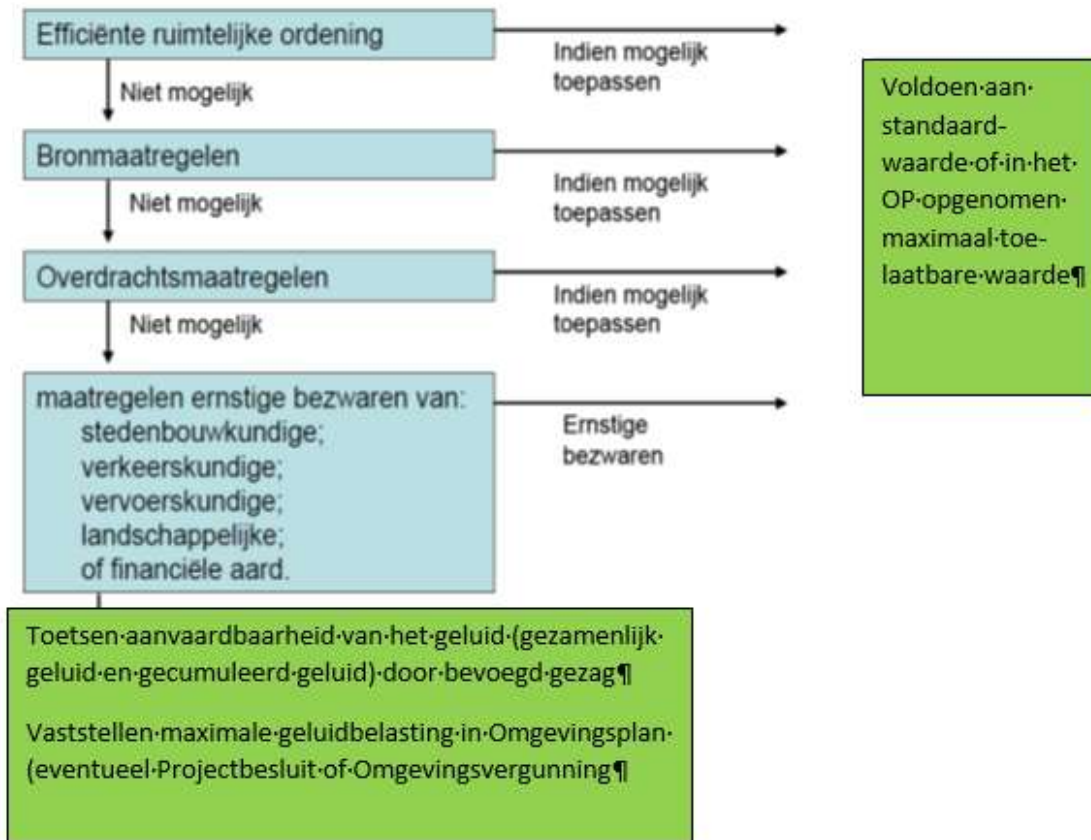 Efficiënte ruimtelijke ordening
Indien mogelijk
toepassen
Niet mogelijk
Bronmaatregelen
Indien mogelijk
toepassen
Niet mogelijk
Overdrachtsmaatregelen
Indien mogelijk
toepassen
Niet mogelijk
maatregelen ernstige bezwaren van:
stedenbouwkundige;
verkeerskundige;
vervoerskundige;
landschappelijke;
of financiële aard.
Ernstige
bezwaren
Voldoen·aan·
standaard-
waarde·of·in·het·
OP·opgenomen·
maximaal·toe-
laatbare·waarde¶
Toetsen·aanvaardbaarheid·van·het·geluid·(gezamenlijk·
geluid·en·gecumuleerd·geluid)·door·bevoegd·gezag¶
Vaststellen·maximale·geluidbelasting·in·Omgevingsplan·
(eventueel·Projectbesluit·of·Omgevingsvergunning¶